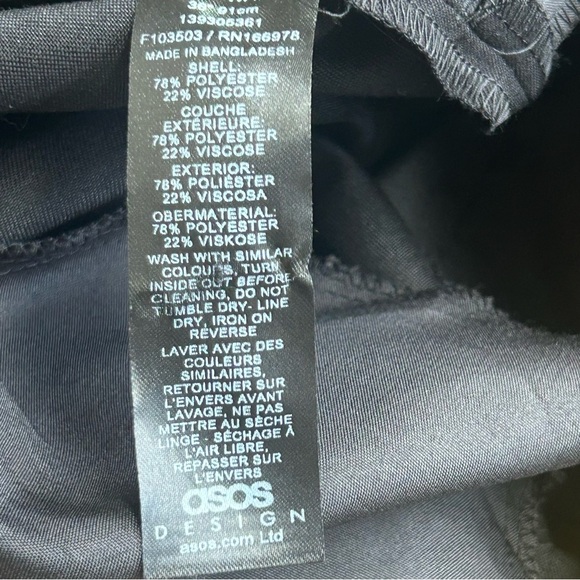 139305361
F103503 / RN166978
MADE IN BANGLADESH
SHELL:
78% POLYESTER
22% VISCOSE
COUCHE
EXTÉRIEURE:
78% POLYESTER
22% VISCOSE
EXTERIOR:
78% POLIÉSTER
22% VISCOSA
OBERMATERIAL:
78% POLYESTER
22% VISKOSE
WASH WITH SIMILAR
COLOURS, TURN
INSIDE OUT BEFORE
CLEANING, DO NOT
TUMBLE DRY- LINE
DRY, IRON ON
REVERSE
LAVER AVEC DES
COULEURS
SIMILAIRES,
RETOURNER SUR
L'ENVERS AVANT
LAVAGE, NE PAS
METTRE AU SÈCHE
LINGE - SÉCHAGE À
L'AIR LIBRE,
REPASSER SUR
L'ENVERS
asos
DESIGN
asos.com Ltd